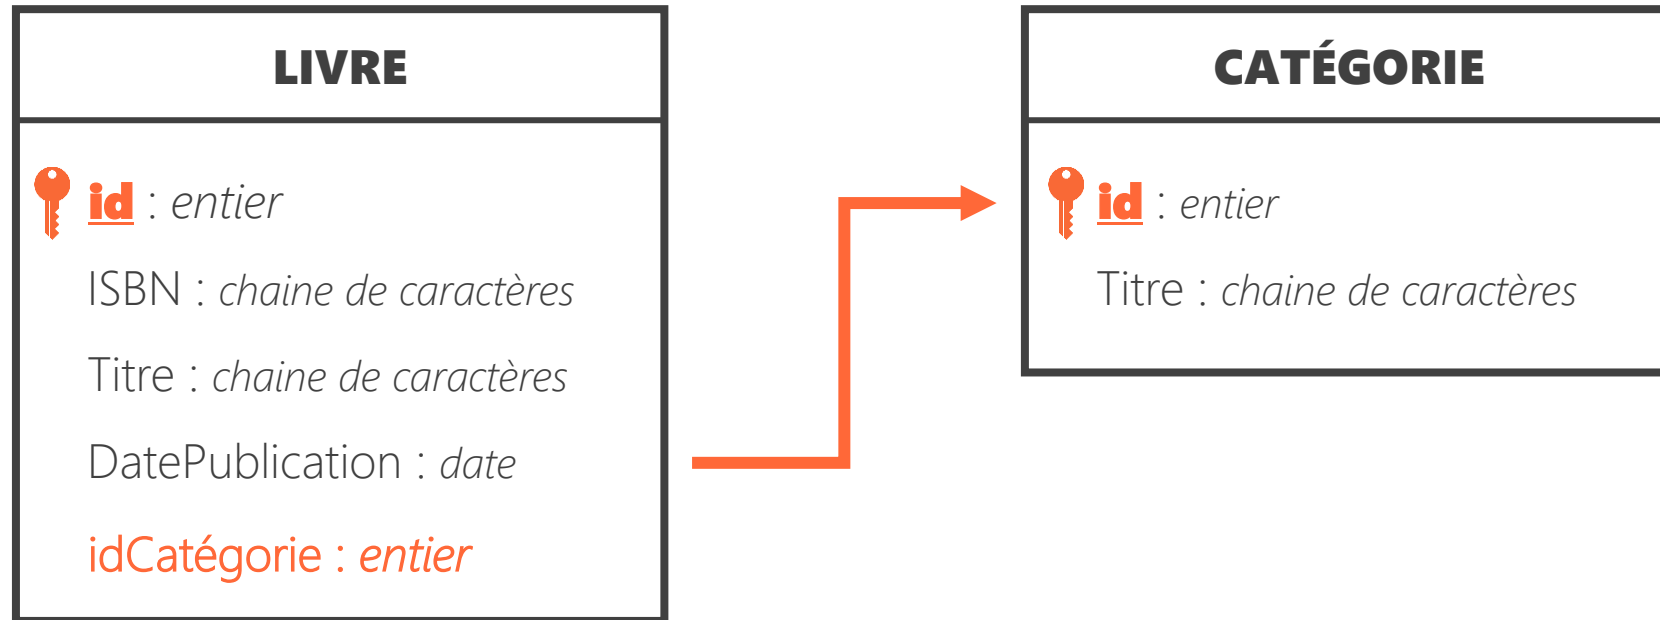 LIVRE
id : entier
ISBN : chaine de caractères
Titre : chaine de caractères
DatePublication : date
idCatégorie : entier
CATÉGORIE
id : entier
Titre : chaine de caractères